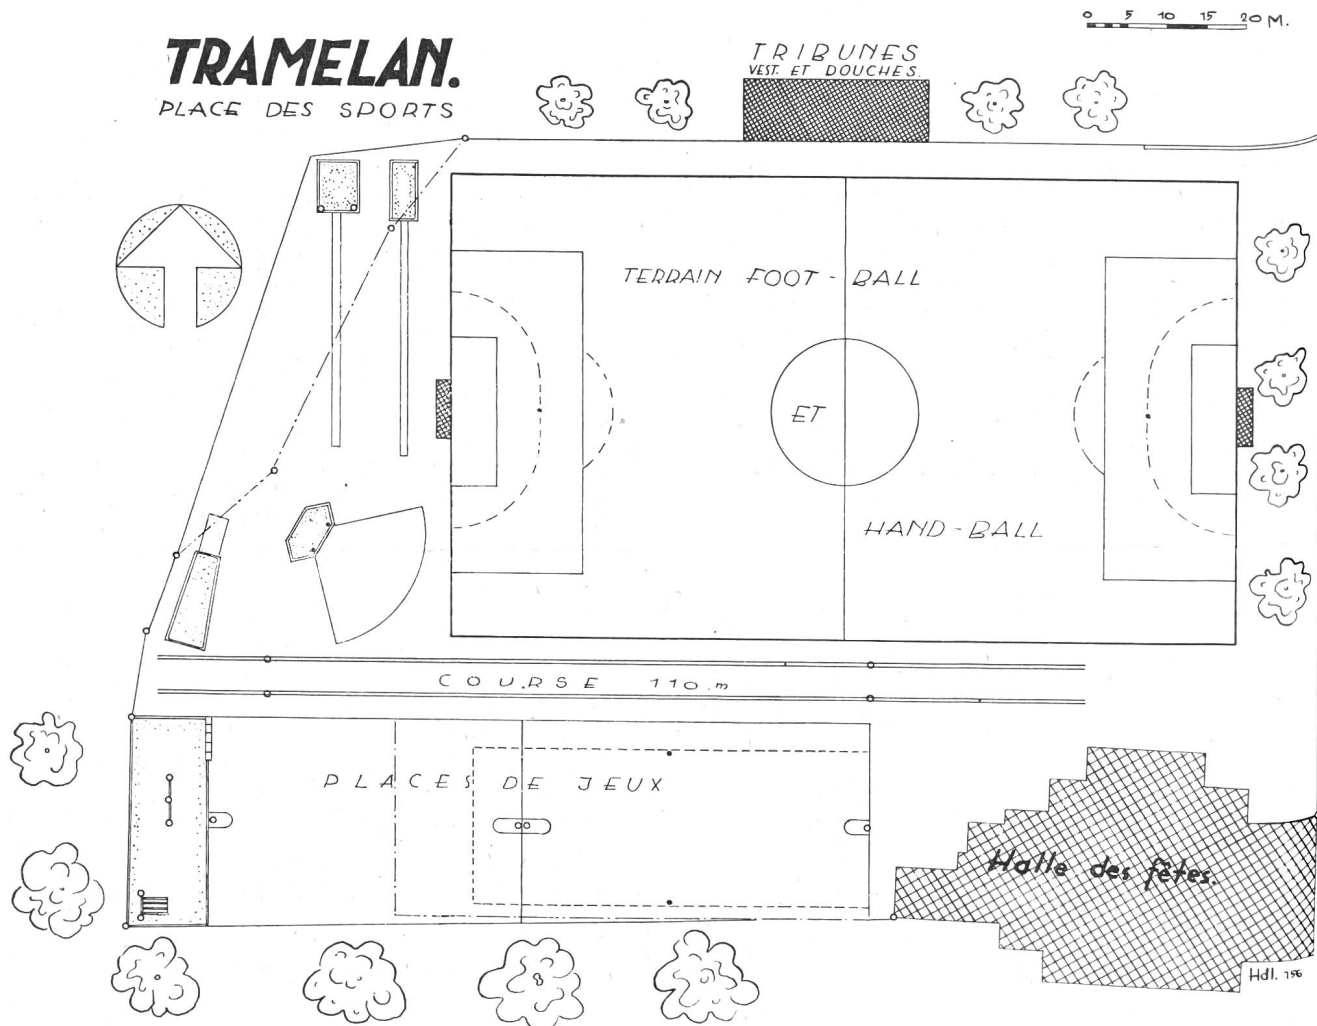 0 5 10 15 20 M.
TRAMELAN.
PLACE DES SPORTS
TRIBUNES
VEST. ET DOUCHES.
TERRAIN FOOT-BALL
ET
HAND-BALL
COURSE 110.m
PLACES DE JEUX
Halle des fêtes.
Hdl. 156